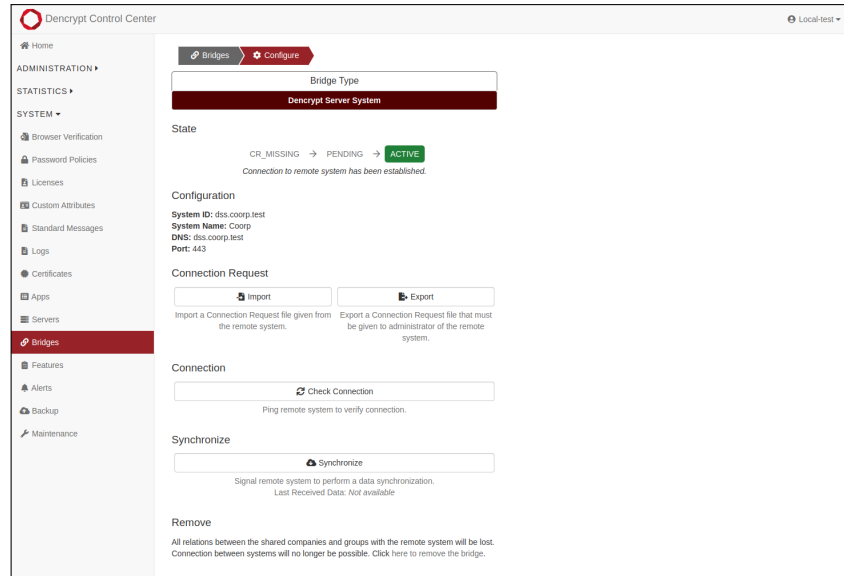 Dencrypt Control Center
Local-test
Home
ADMINISTRATION
STATISTICS
SYSTEM
Browser Verification
Password Policies
Licenses
Custom Attributes
Standard Messages
Logs
Certificates
Apps
Servers
Bridges
Features
Alerts
Backup
Maintenance
Bridges
Configure
Bridge Type
Dencrypt Server System
State
CR_MISSING → PENDING → ACTIVE
Connection to remote system has been established.
Configuration
System ID: dss.coorp.test
System Name: Coorp
DNS: dss.coorp.test
Port: 443
Connection Request
Import
Import a Connection Request file given from
the remote system.
Export
Export a Connection Request file that must
be given to administrator of the remote
system.
Connection
Check Connection
Ping remote system to verify connection.
Synchronize
Synchronize
Signal remote system to perform a data synchronization.
Last Received Data: Not available
Remove
All relations between the shared companies and groups with the remote system will be lost.
Connection between systems will no longer be possible. Click here to remove the bridge.